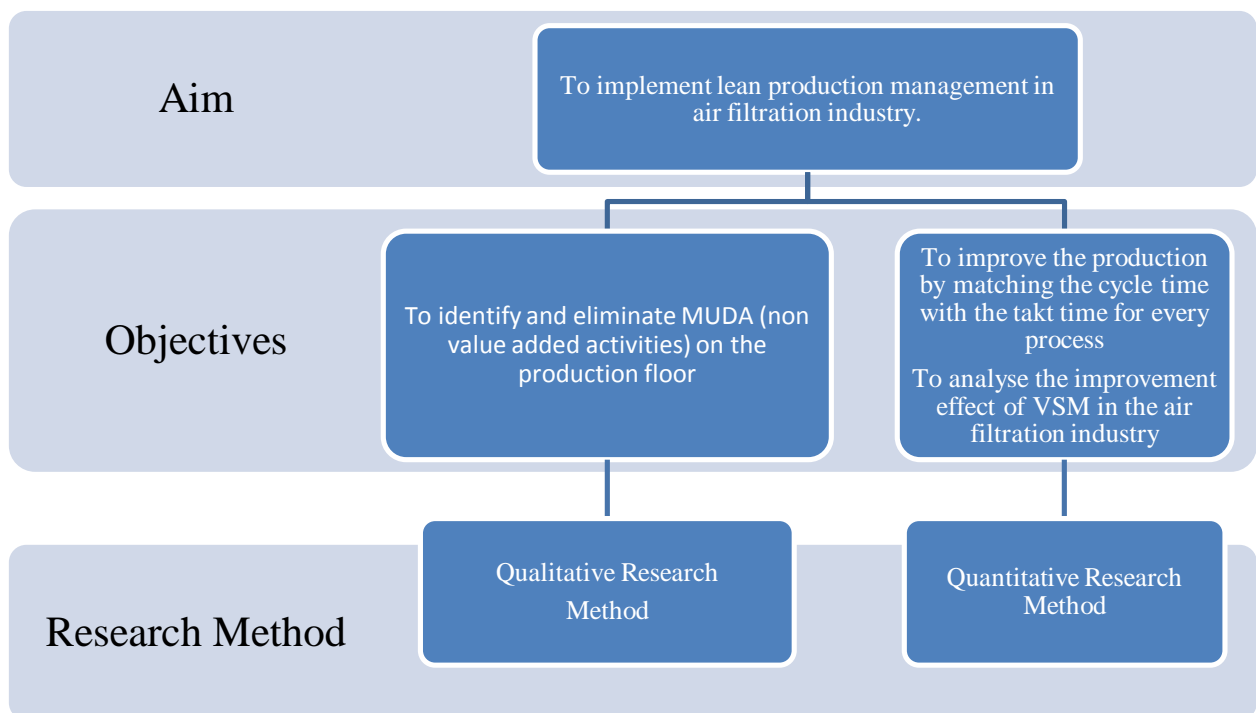 Aim
To implement lean production management in
air filtration industry.
Objectives
To identify and eliminate MUDA (non
value added activities) on the
production floor
To improve the production
by matching the cycle time
with the takt time for every
process
To analyse the improvement
effect of VSM in the air
filtration industry
Research Method
Qualitative Research
Method
Quantitative Research
Method